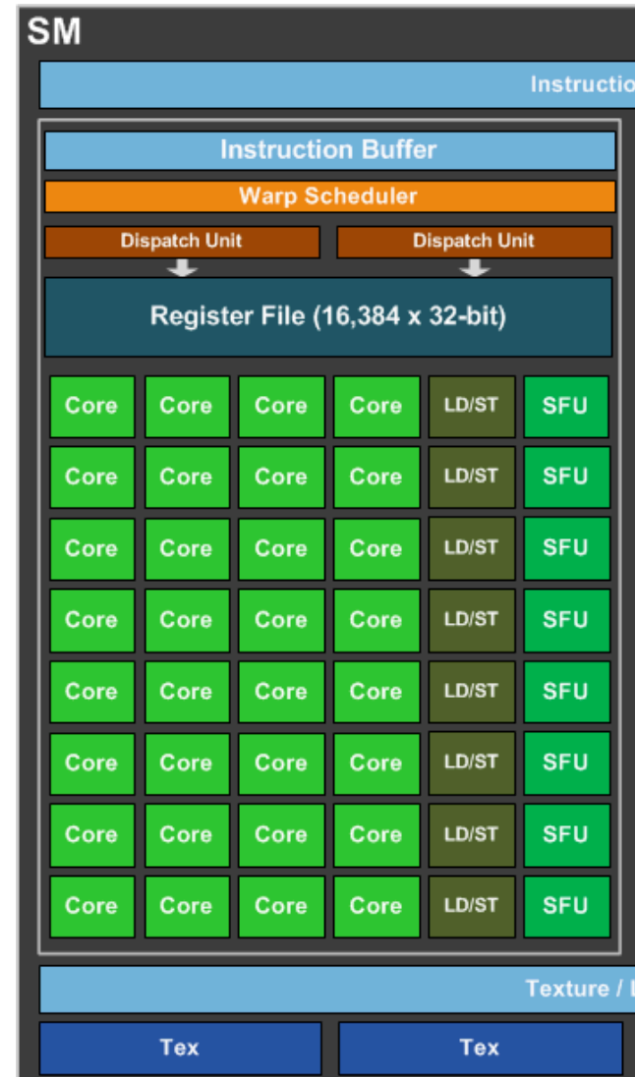 SM
Instructio
Instruction Buffer
Warp Scheduler
Dispatch Unit Dispatch Unit
Register File (16,384 x 32-bit)
Core Core Core Core LD/ST SFU
Core Core Core Core LD/ST SFU
Core Core Core Core LD/ST SFU
Core Core Core Core LD/ST SFU
Core Core Core Core LD/ST SFU
Core Core Core Core LD/ST SFU
Core Core Core Core LD/ST SFU
Core Core Core Core LD/ST SFU
Texture /
Tex Tex